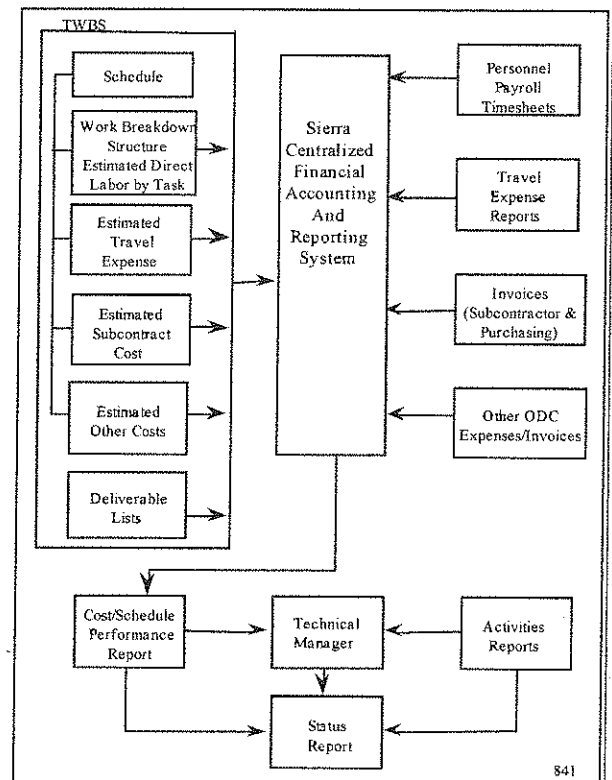 TWBS
Schedule
Work Breakdown
Structure
Estimated Direct
Labor by Task
Estimated
Travel
Expense
Estimated
Subcontract
Cost
Estimated
Other Costs
Deliverable
Lists
Sierra
Centralized
Financial
Accounting
And
Reporting
System
Personnel
Payroll
Timesheets
Travel
Expense
Reports
Invoices
(Subcontractor &
Purchasing)
Other ODC
Expenses/Invoices
Cost/Schedule
Performance
Report
Technical
Manager
Activities
Reports
Status
Report
841